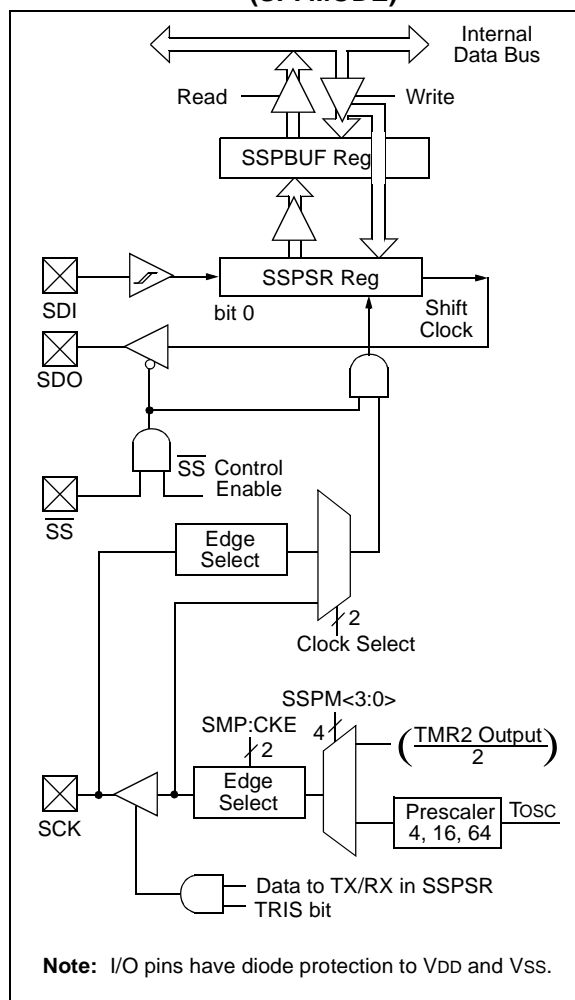 (SPI MODE)
Internal
Data Bus
Read
Write
SSPBUF Reg
SSPSR Reg
SDI
bit 0
Shift
Clock
SDO
SS Control
Enable
SS
Edge
Select
2
Clock Select
SSPM<3:0>
SMP:CKE
4
2
(TMR2 Output)
2
Edge
Select
SCK
Prescaler
4, 16, 64
TOSC
Data to TX/RX in SSPSR
TRIS bit
Note: I/O pins have diode protection to VDD and VSS.